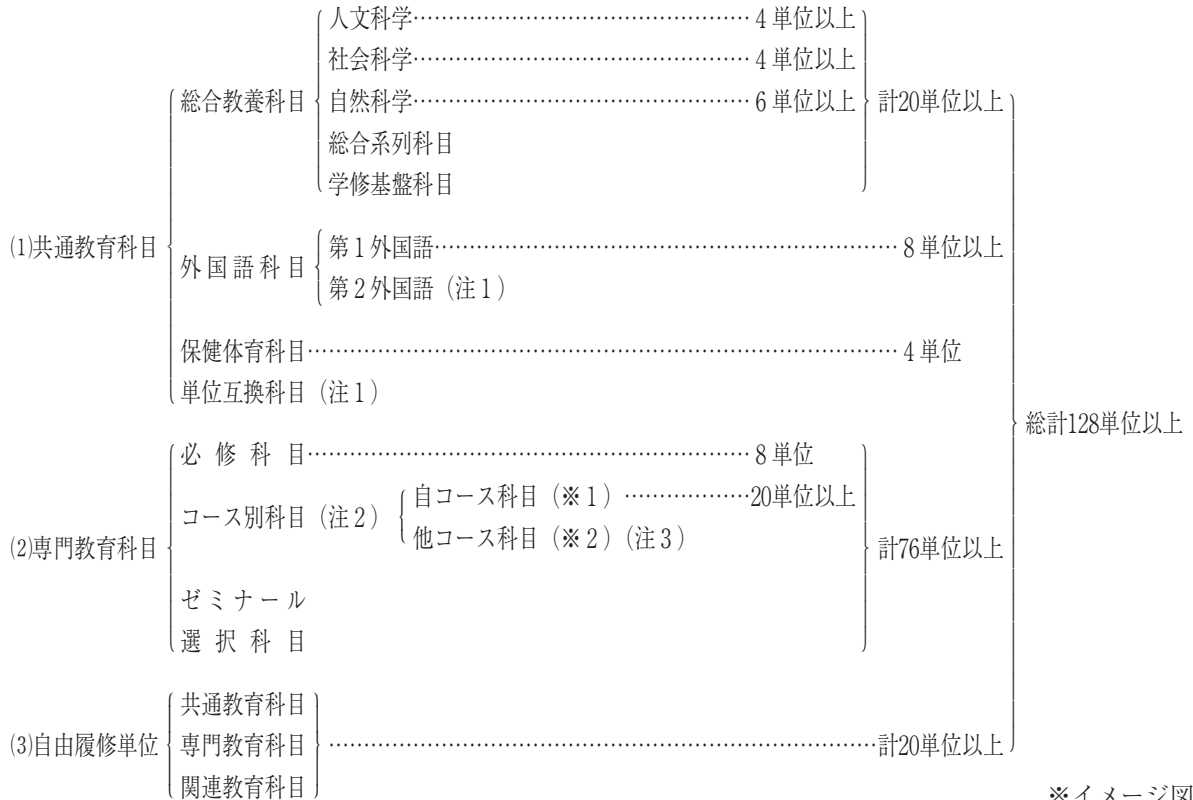 人文科学………………………………………… 4 単位以上
社会科学………………………………………… 4 単位以上
総合教養科目 自然科学………………………………………… 6 単位以上 計20単位以上
総合系列科目
学修基盤科目
⑴共通教育科目 第 1 外国語………………………………………………………… 8 単位以上
外国語科目
第 2 外国語（注 1 ）
保健体育科目………………………………………………………………………… 4 単位
単位互換科目（注 1 ）
総計128単位以上
必修科目……………………………………………………… 8 単位
自コース科目（※ 1 ）………………20単位以上
コース別科目（注 2 ）
他コース科目（※ 2 ）（注 3 ）
⑵専門教育科目 計76単位以上
ゼミナール
選択科目
共通教育科目
⑶自由履修単位 専門教育科目 ……………………………………………………………………計20単位以上
関連教育科目
※イメージ図